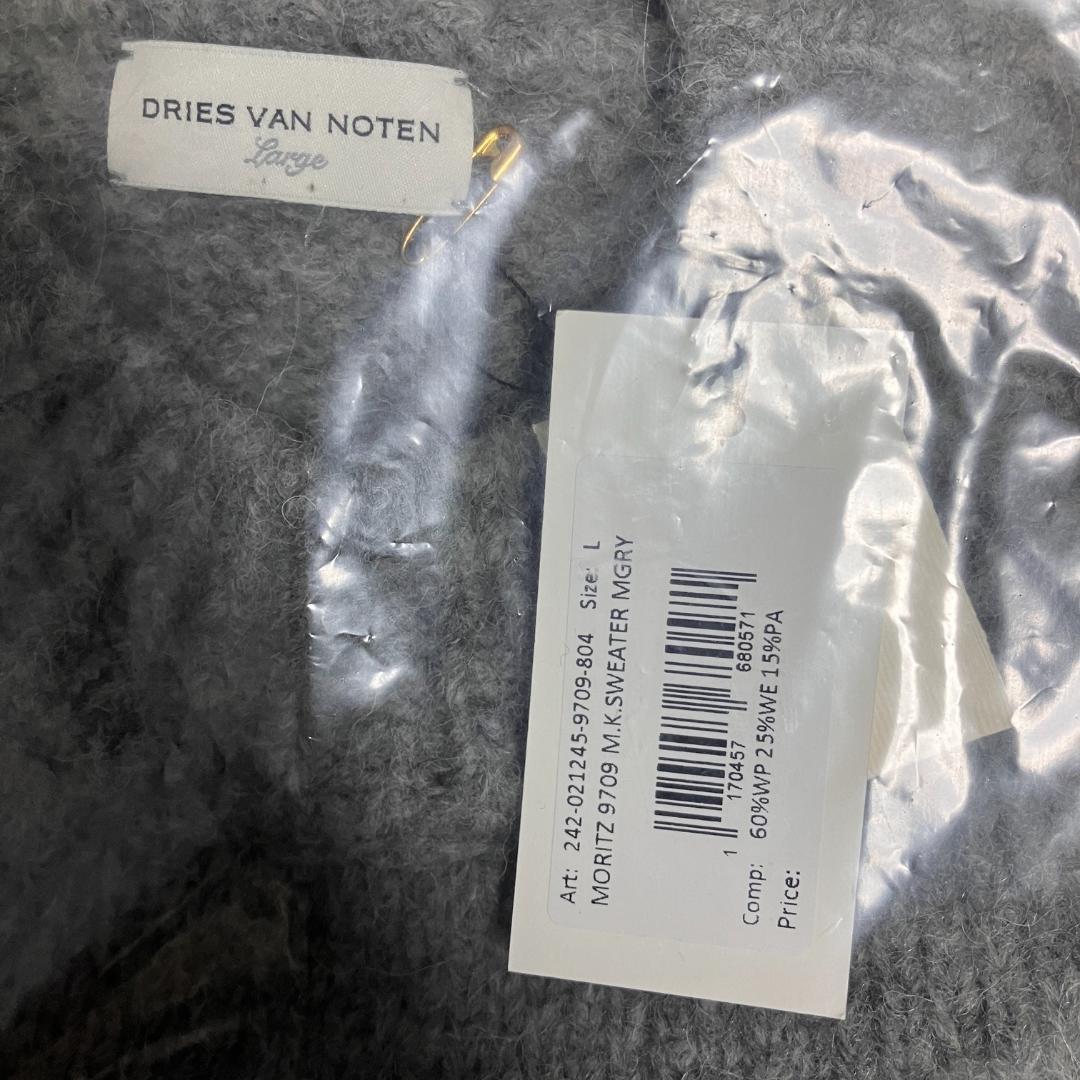 DRIES VAN NOTEN
Large
Art: 242-021245-9709-804 Size: L
MORITZ 9709 M.K.SWEATER MGRY
1 170457 680571
Comp: 60%WP 25%WE 15%PA
Price: